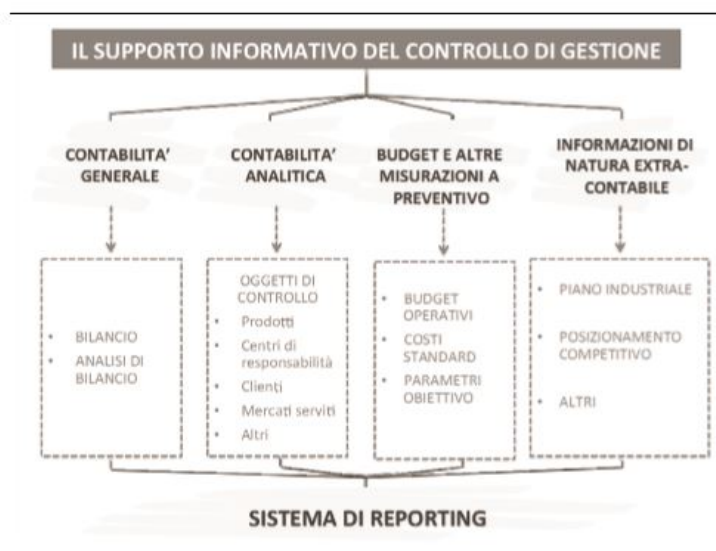 IL SUPPORTO INFORMATIVO DEL CONTROLLO DI GESTIONE
CONTABILITA'
GENERALE
CONTABILITA'
ANALITICA
BUDGET E ALTRE
MISURAZIONI A
PREVENTIVO
INFORMAZIONI DI
NATURA EXTRA-
CONTABILE
• BILANCIO
• ANALISI DI
BILANCIO
OGGETTI DI
CONTROLLO
• Prodotti
• Centri di
responsabilità
• Clienti
• Mercati serviti
• Altri
• BUDGET
OPERATIVI
• COSTI
STANDARD
• PARAMETRI
OBIETTIVO
• PIANO INDUSTRIALE
• POSIZIONAMENTO
COMPETITIVO
• ALTRI
SISTEMA DI REPORTING